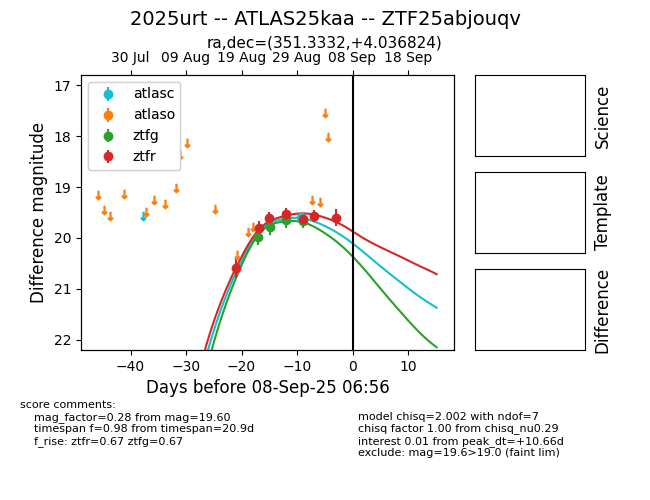 2025urt -- ATLAS25kaa -- ZTF25abjouqv
ra,dec=(351.3332,+4.036824)
30 Jul 09 Aug 19 Aug 29 Aug 08 Sep 18 Sep
atlasc
atlaso
ztfg
ztfr
Difference magnitude
17
18
19
20
21
22
−40 −30 −20 −10 0 10
Days before 08-Sep-25 06:56
Science
Template
Difference
score comments:
mag_factor=0.28 from mag=19.60
timespan f=0.98 from timespan=20.9d
f_rise: ztfr=0.67 ztfg=0.67
model chisq=2.002 with ndof=7
chisq factor 1.00 from chisq_nu0.29
interest 0.01 from peak_dt=+10.66d
exclude: mag=19.6>19.0 (faint lim)